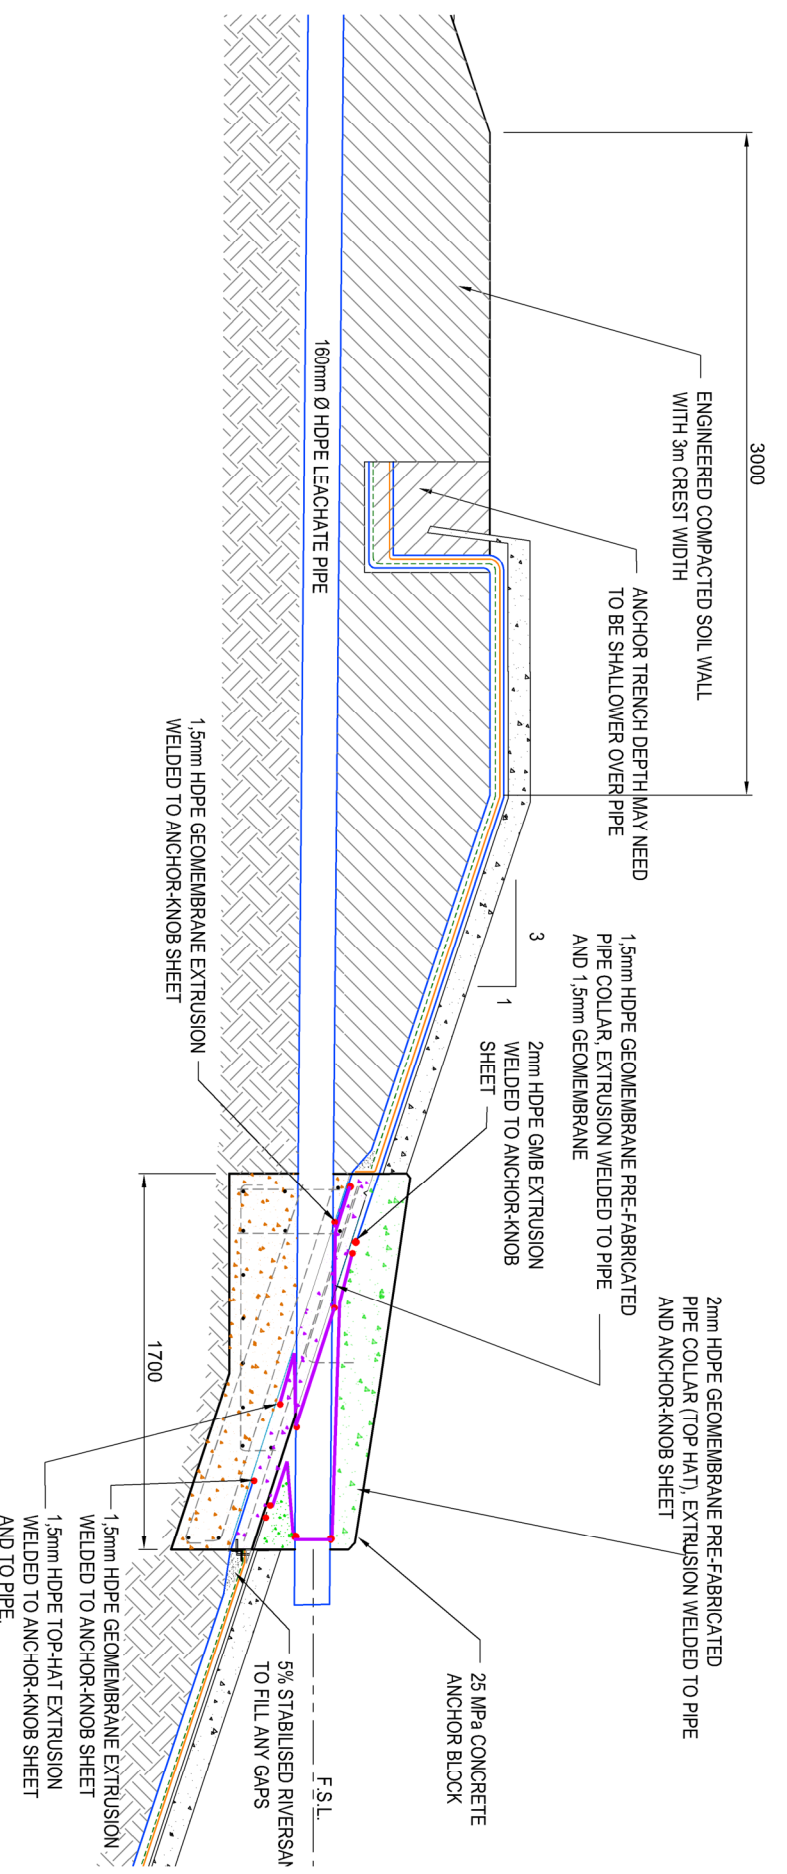 3000
ENGINEERED COMPACTED SOIL WALL
WITH 3m CREST WIDTH
ANCHOR TRENCH DEPTH MAY NEED
TO BE SHALLOWER OVER PIPE
160mm Ø HDPE LEACHATE PIPE
3
1
1,5mm HDPE GEOMEMBRANE PRE-FABRICATED
PIPE COLLAR, EXTRUSION WELDED TO PIPE
AND 1,5mm GEOMEMBRANE
2mm HDPE GMB EXTRUSION
WELDED TO ANCHOR-KNOB
SHEET
1,5mm HDPE GEOMEMBRANE EXTRUSION
WELDED TO ANCHOR-KNOB SHEET
2mm HDPE GEOMEMBRANE PRE-FABRICATED
PIPE COLLAR (TOP HAT), EXTRUSION WELDED TO PIPE
AND ANCHOR-KNOB SHEET
1700
25 MPa CONCRETE
ANCHOR BLOCK
F.S.L.
5% STABILISED RIVERSAN
TO FILL ANY GAPS
1,5mm HDPE GEOMEMBRANE EXTRUSION
WELDED TO ANCHOR-KNOB SHEET
1,5mm HDPE TOP-HAT EXTRUSION
WELDED TO ANCHOR-KNOB SHEET
AND TO PIPE.